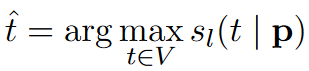 t̂ = arg max_{t∈V} s_l(t | p)